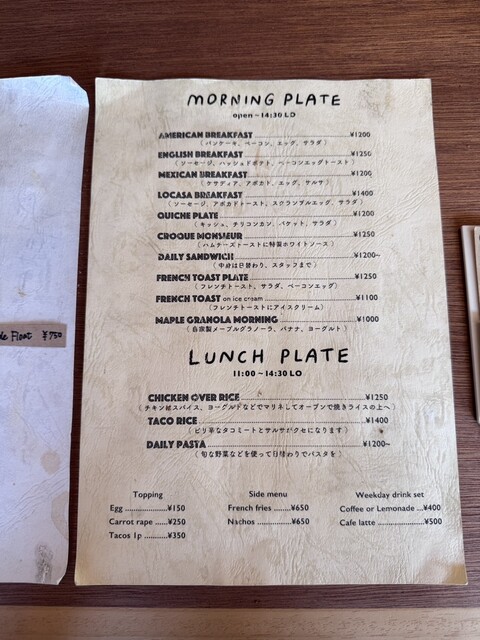 MORNING PLATE
open~14:30 LO
AMERICAN BREAKFAST ¥1200
（パンケーキ、ベーコン、エッグ、サラダ）
ENGLISH BREAKFAST ¥1250
（ソーセージ、ハッシュドポテト、ベーコンエッグトースト）
MEXICAN BREAKFAST ¥1200
（ケサディア、アボカド、エッグ、サルサ）
LOCASA BREAKFAST ¥1400
（ソーセージ、アボカドトースト、スクランブルエッグ、サラダ）
QUICHE PLATE ¥1200
（キッシュ、チリコンカン、バケット、サラダ）
CROQUE MONSIEUR ¥1250
（ハムチーズトーストに特製ホワイトソース）
DAILY SANDWICH ¥1200~
（中身は日替わり、スタッフまで）
FRENCH TOAST PLATE ¥1250
（フレンチトースト、サラダ、ベーコンエッグ）
FRENCH TOAST on ice cream ¥1100
（フレンチトーストにアイスクリーム）
MAPLE GRANOLA MORNING ¥1000
（自家製メープルグラノーラ、バナナ、ヨーグルト）
LUNCH PLATE
11:00 ~ 14:30 LO
CHICKEN OVER RICE ¥1250
（チキンをスパイス、ヨーグルトなどでマリネしてオーブンで焼きライスの上へ）
TACO RICE ¥1400
（ピリ辛なタコミートとサルサがクセになります）
DAILY PASTA ¥1200~
（旬な野菜などを使って日替わりでパスタを）
Topping
Egg ¥150
Carrot rape ¥250
Tacos 1p ¥350
Side menu
French fries ¥650
Nachos ¥650
Weekday drink set
Coffee or Lemonade ¥400
Cafe latte ¥500
Float ¥750